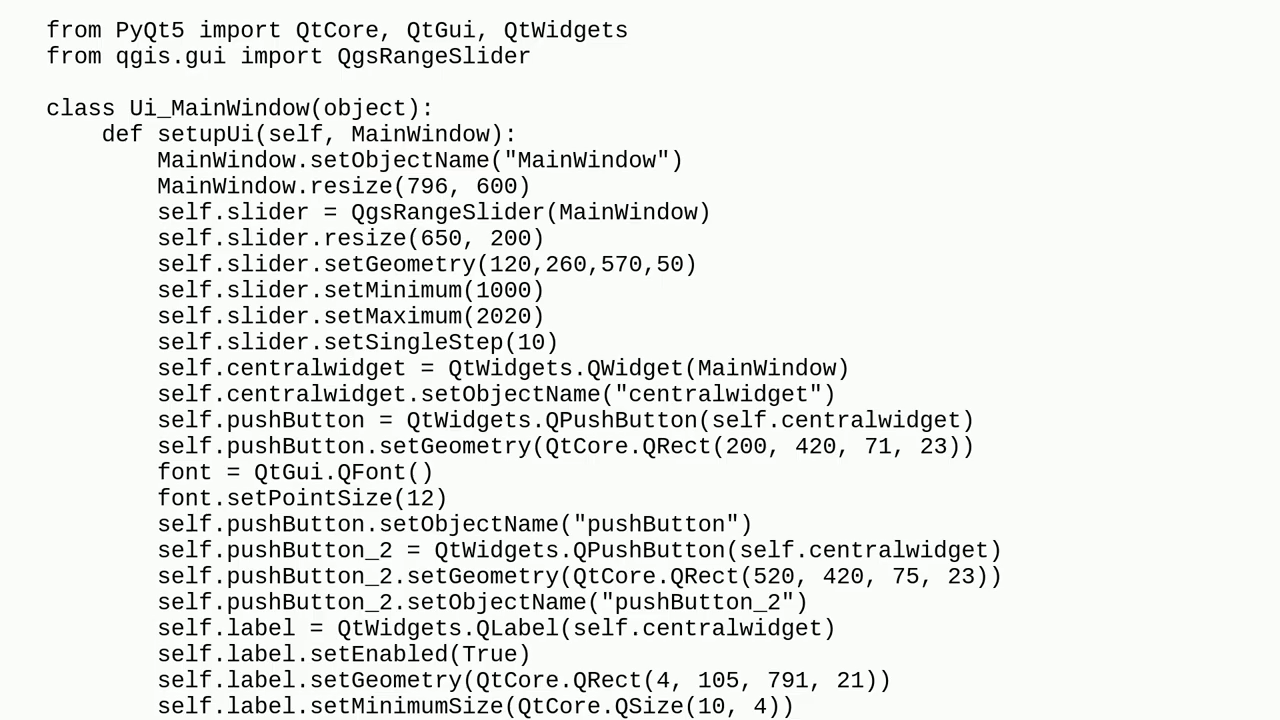 from PyQt5 import QtCore, QtGui, QtWidgets
from qgis.gui import QgsRangeSlider

class Ui_MainWindow(object):
    def setupUi(self, MainWindow):
        MainWindow.setObjectName("MainWindow")
        MainWindow.resize(796, 600)
        self.slider = QgsRangeSlider(MainWindow)
        self.slider.resize(650, 200)
        self.slider.setGeometry(120,260,570,50)
        self.slider.setMinimum(1000)
        self.slider.setMaximum(2020)
        self.slider.setSingleStep(10)
        self.centralwidget = QtWidgets.QWidget(MainWindow)
        self.centralwidget.setObjectName("centralwidget")
        self.pushButton = QtWidgets.QPushButton(self.centralwidget)
        self.pushButton.setGeometry(QtCore.QRect(200, 420, 71, 23))
        font = QtGui.QFont()
        font.setPointSize(12)
        self.pushButton.setObjectName("pushButton")
        self.pushButton_2 = QtWidgets.QPushButton(self.centralwidget)
        self.pushButton_2.setGeometry(QtCore.QRect(520, 420, 75, 23))
        self.pushButton_2.setObjectName("pushButton_2")
        self.label = QtWidgets.QLabel(self.centralwidget)
        self.label.setEnabled(True)
        self.label.setGeometry(QtCore.QRect(4, 105, 791, 21))
        self.label.setMinimumSize(QtCore.QSize(10, 4))